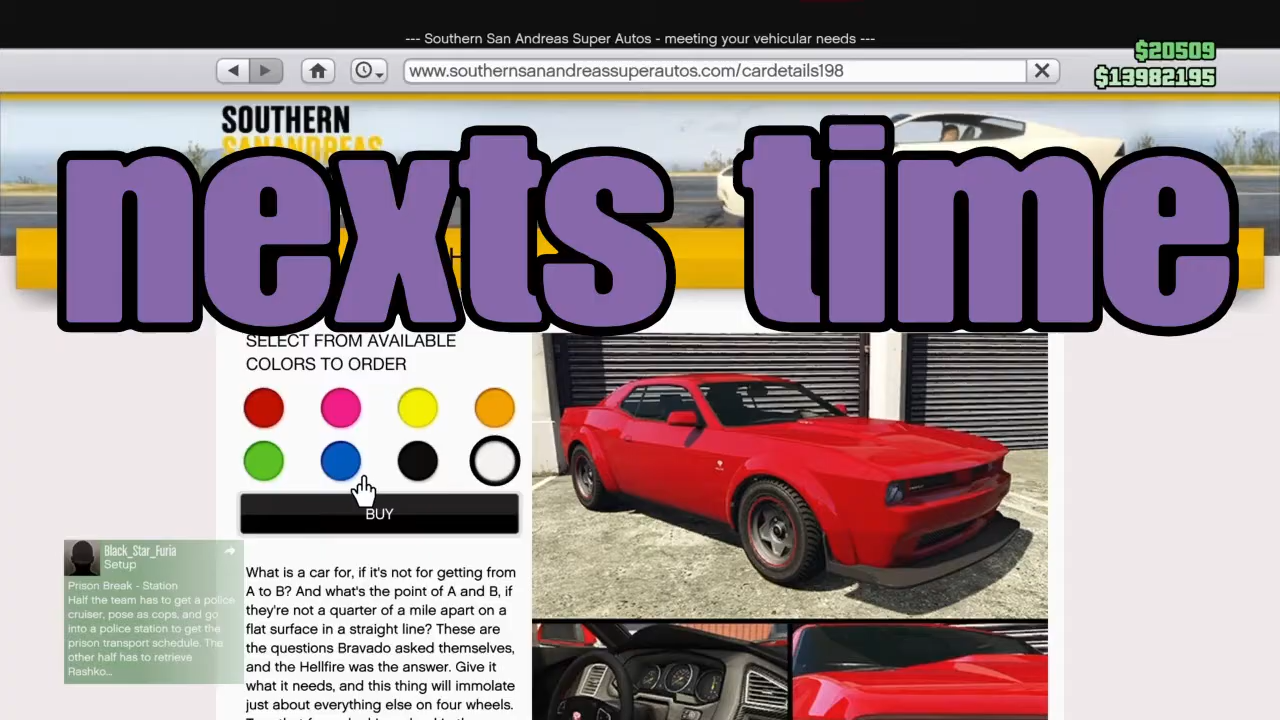 --- Southern San Andreas Super Autos - meeting your vehicular needs ---
$20509
www.southernsanandreassuperautos.com/cardetails198
$13982195
SOUTHERN
SANANDREAS
nexts time
SELECT FROM AVAILABLE
COLORS TO ORDER
BUY
Black_Star_Furia
Setup
Prison Break - Station
Half the team has to get a police
cruiser, pose as cops, and go
into a police station to get the
prison transport schedule. The
other half has to retrieve
Rashko...
What is a car for, if it's not for getting from
A to B? And what's the point of A and B, if
they're not a quarter of a mile apart on a
flat surface in a straight line? These are
the questions Bravado asked themselves,
and the Hellfire was the answer. Give it
what it needs, and this thing will immolate
just about everything else on four wheels.